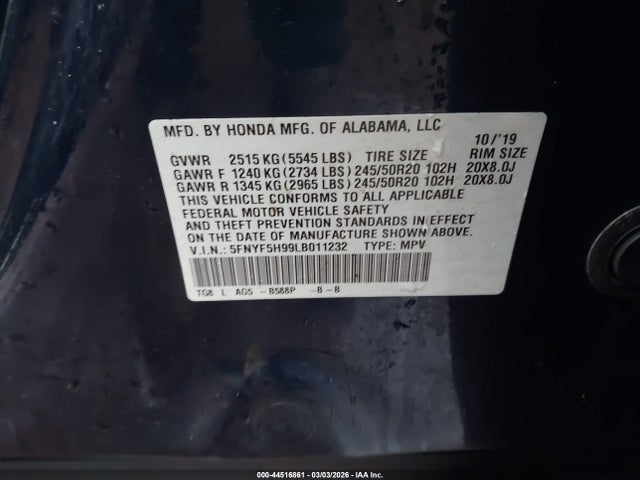 MFD. BY HONDA MFG. OF ALABAMA, LLC 10/'19
GVWR 2515 KG (5545 LBS) TIRE SIZE RIM SIZE
GAWR F 1240 KG (2734 LBS) 245/50R20 102H 20X8.0J
GAWR R 1345 KG (2965 LBS) 245/50R20 102H 20X8.0J
THIS VEHICLE CONFORMS TO ALL APPLICABLE
FEDERAL MOTOR VEHICLE SAFETY
AND THEFT PREVENTION STANDARDS IN EFFECT
ON THE DATE OF MANUFACTURE SHOWN ABOVE.
V.I.N.: 5FNYF5H99LB011232 TYPE: MPV
TG8 L AG5 -B588P -B-B
000-44516861 - 03/03/2026 - IAA Inc.